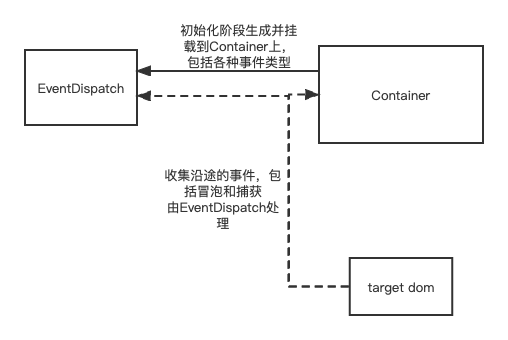 初始化阶段生成并挂
载到Container上，
包括各种事件类型
EventDispatch
Container
收集沿途的事件，包
括冒泡和捕获
由EventDispatch处
理
target dom